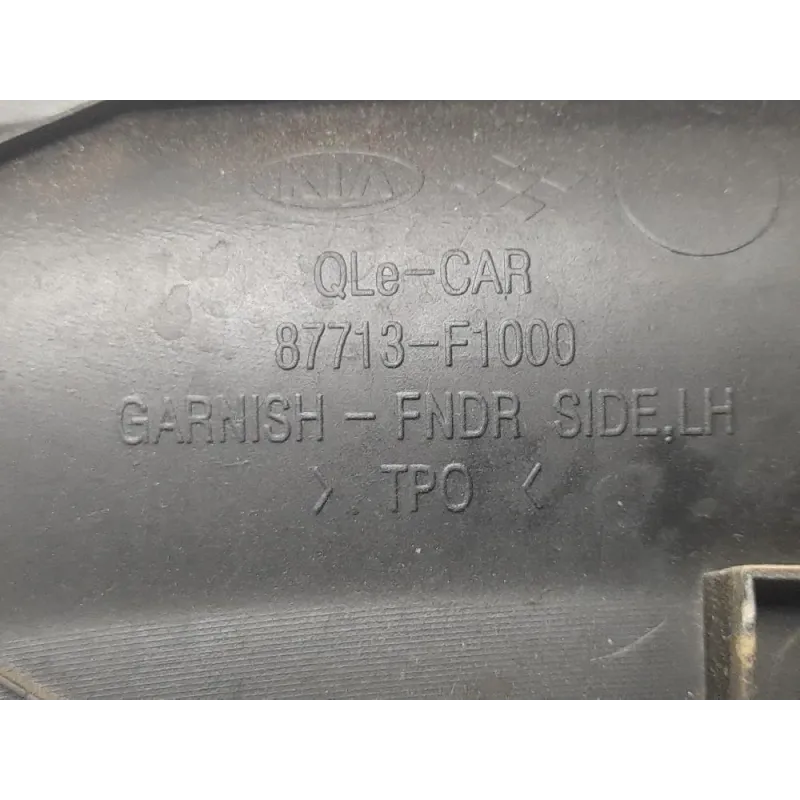 KIA
QLe-CAR
87713-F1000
GARNISH - FNDR SIDE,LH
> TPO <